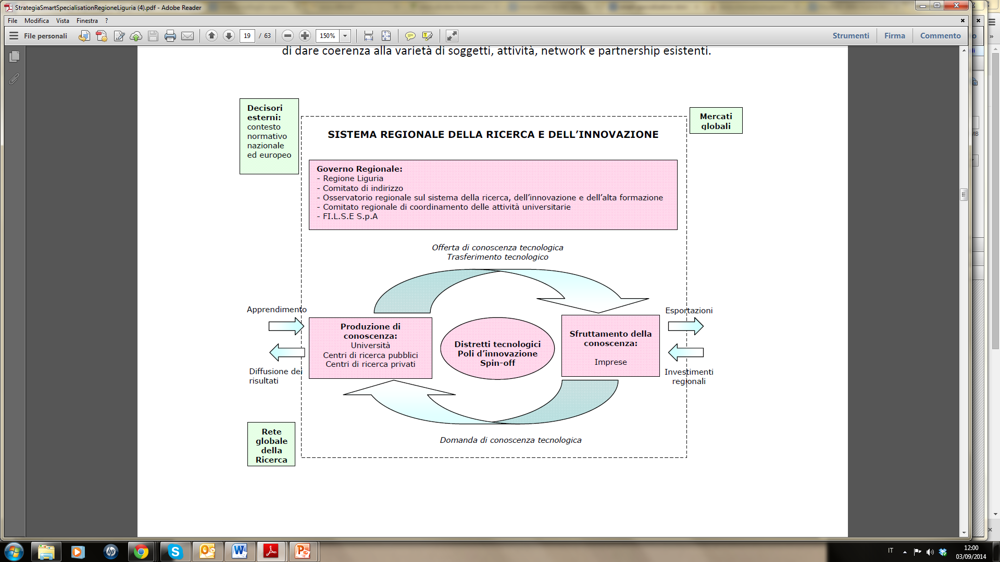 StrategiaSmartSpecialisationRegioneLiguria (4).pdf - Adobe Reader
File Modifica Vista Finestra ?
File personali 19 / 63 150% Strumenti Firma Commento
di dare coerenza alla varietà di soggetti, attività, network e partnership esistenti.
Decisori
esterni:
contesto
normativo
nazionale
ed europeo
Mercati
globali
SISTEMA REGIONALE DELLA RICERCA E DELL’INNOVAZIONE
Governo Regionale:
- Regione Liguria
- Comitato di indirizzo
- Osservatorio regionale sul sistema della ricerca, dell’innovazione e dell’alta formazione
- Comitato regionale di coordinamento delle attività universitarie
- FI.L.S.E S.p.A
Offerta di conoscenza tecnologica
Trasferimento tecnologico
Apprendimento
Diffusione dei
risultati
Produzione di
conoscenza:
Università
Centri di ricerca pubblici
Centri di ricerca privati
Distretti tecnologici
Poli d’innovazione
Spin-off
Sfruttamento della
conoscenza:
Imprese
Esportazioni
Investimenti
regionali
Domanda di conoscenza tecnologica
Rete
globale
della
Ricerca
MB
IT
12:00
03/09/2014